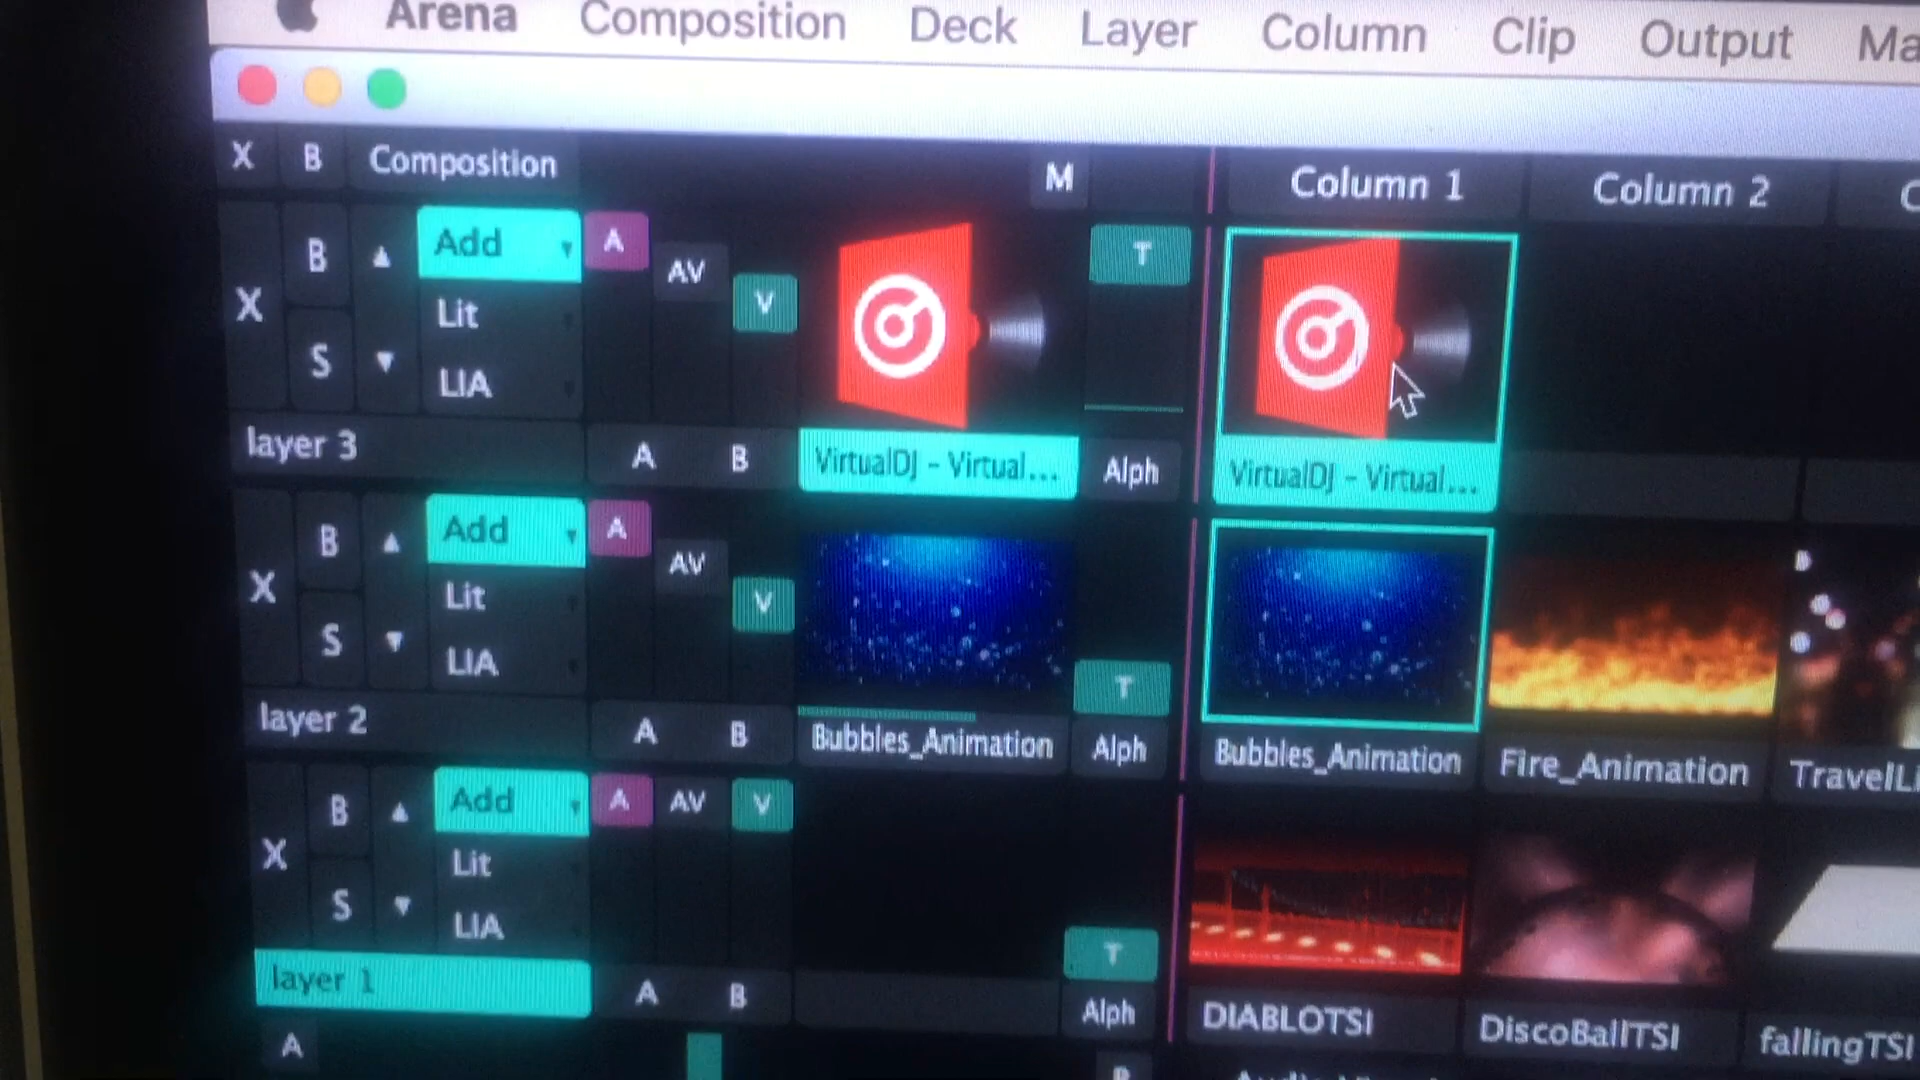 Arena Composition Deck Layer Column Clip Output Ma
X B Composition M Column 1 Column 2 C
X B S Add A AV V T
Lit
LIA
layer 3 A B VirtualDJ - Virtual... Alph VirtualDJ - Virtual...
X B S Add A AV V T
Lit
LIA
layer 2 A B Bubbles_Animation Alph Bubbles_Animation Fire_Animation TravelLi
X B S Add A AV V T
Lit
LIA
layer 1 A B Alph DIABLOTSI DiscoBallTSI fallingTSI
A